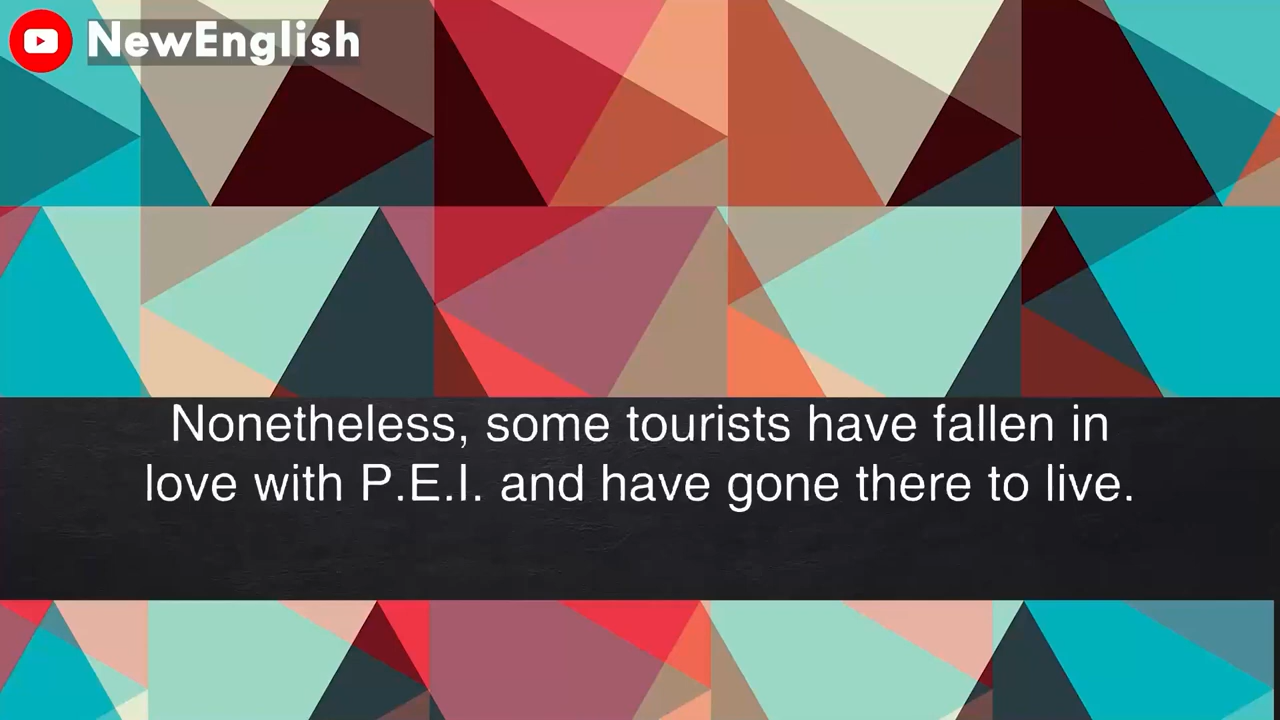 NewEnglish
Nonetheless, some tourists have fallen in
love with P.E.I. and have gone there to live.